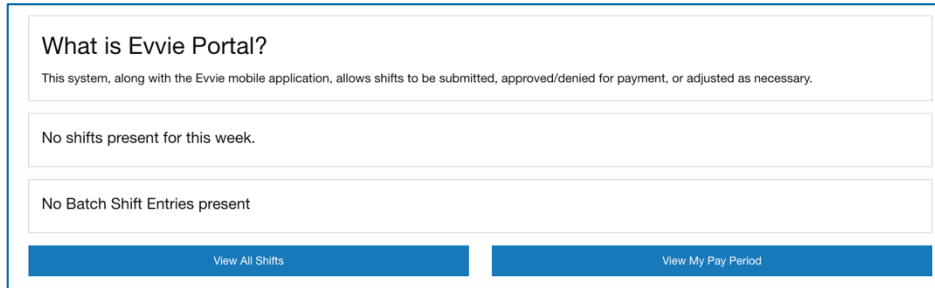 What is Evvie Portal?
This system, along with the Evvie mobile application, allows shifts to be submitted, approved/denied for payment, or adjusted as necessary.
No shifts present for this week.
No Batch Shift Entries present
View All Shifts
View My Pay Period